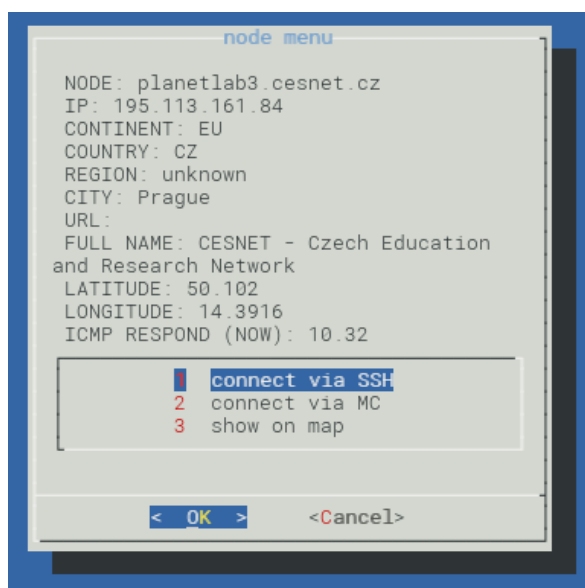 node menu
NODE: planetlab3.cesnet.cz
IP: 195.113.161.84
CONTINENT: EU
COUNTRY: CZ
REGION: unknown
CITY: Prague
URL:
FULL NAME: CESNET - Czech Education
and Research Network
LATITUDE: 50.102
LONGITUDE: 14.3916
ICMP RESPOND (NOW): 10.32
1 connect via SSH
2 connect via MC
3 show on map
< OK > <Cancel>